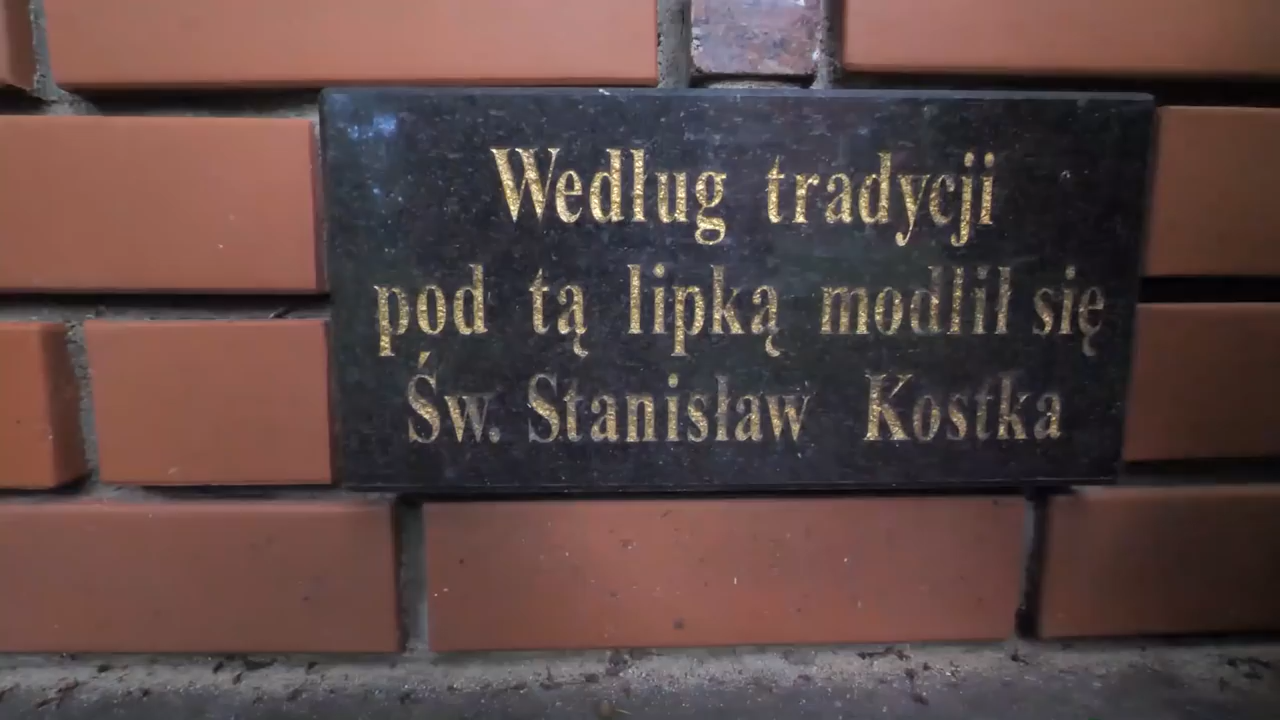 Według tradycji
pod tą lipką modlił się
Św. Stanisław Kostka